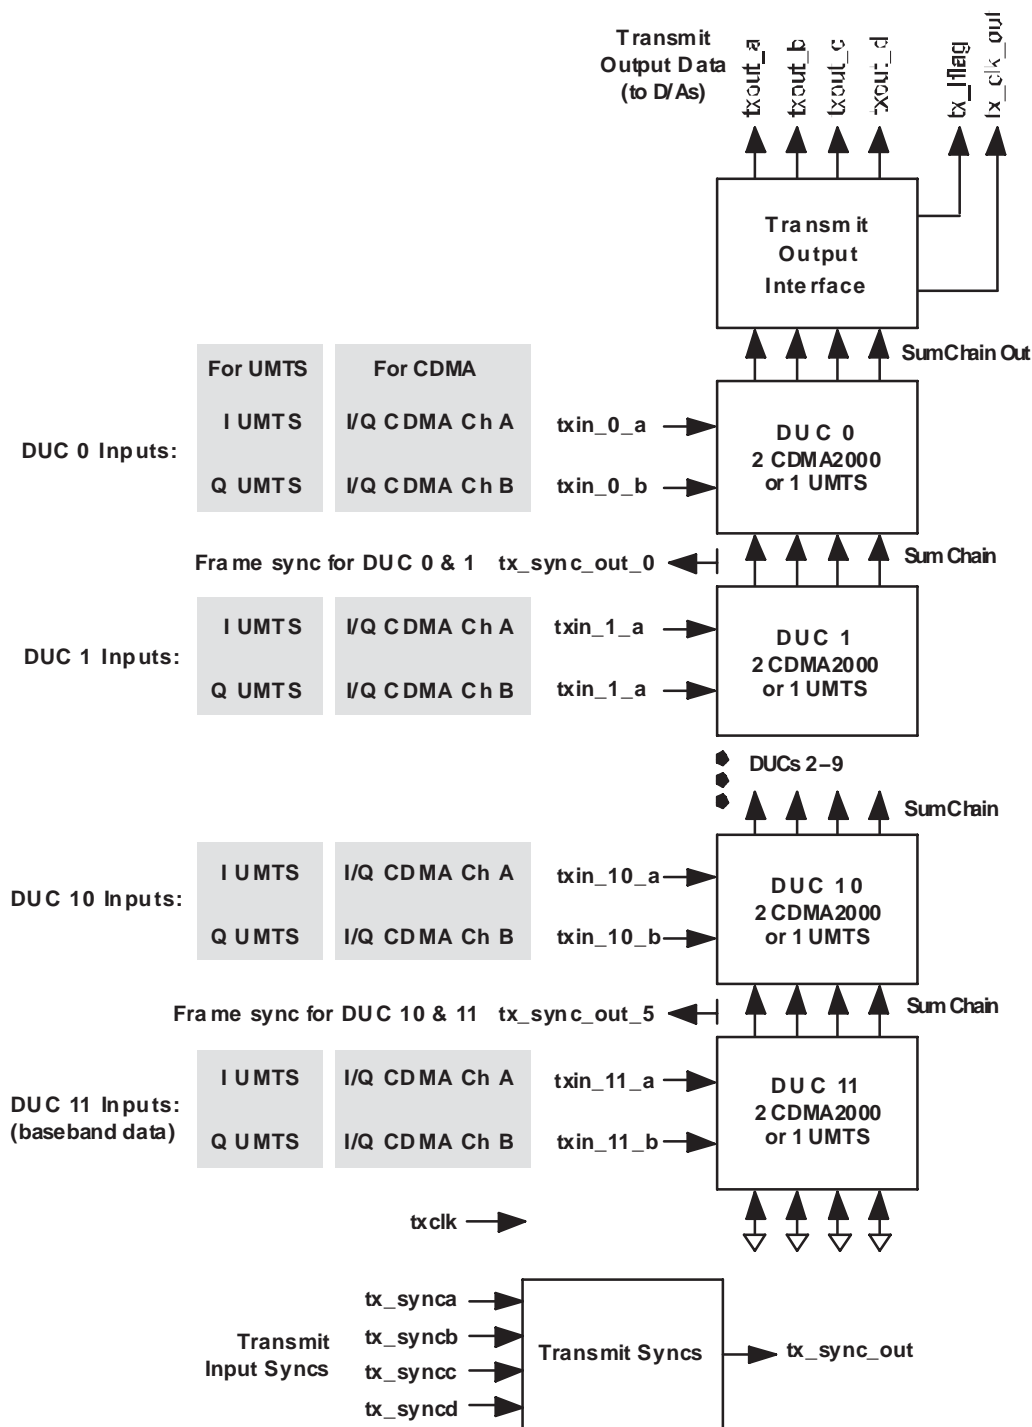 Transmit
Output Data
(to D/As)
txout_a
txout_b
txout_c
txout_d
tx_iflag
tx_clk_out
Transmit
Output
Interface
SumChain Out
For UMTS
For CDMA
DUC 0 Inputs:
I UMTS
I/Q CDMA Ch A
txin_0_a
Q UMTS
I/Q CDMA Ch B
txin_0_b
DUC 0
2 CDMA2000
or 1 UMTS
Frame sync for DUC 0 & 1
tx_sync_out_0
Sum Chain
DUC 1 Inputs:
I UMTS
I/Q CDMA Ch A
txin_1_a
Q UMTS
I/Q CDMA Ch B
txin_1_a
DUC 1
2 CDMA2000
or 1 UMTS
DUCs 2–9
SumChain
DUC 10 Inputs:
I UMTS
I/Q CDMA Ch A
txin_10_a
Q UMTS
I/Q CDMA Ch B
txin_10_b
DUC 10
2 CDMA2000
or 1 UMTS
Frame sync for DUC 10 & 11
tx_sync_out_5
Sum Chain
DUC 11 Inputs:
(baseband data)
I UMTS
I/Q CDMA Ch A
txin_11_a
Q UMTS
I/Q CDMA Ch B
txin_11_b
DUC 11
2 CDMA2000
or 1 UMTS
txclk
Transmit
Input Syncs
tx_synca
tx_syncb
tx_syncc
tx_syncd
Transmit Syncs
tx_sync_out